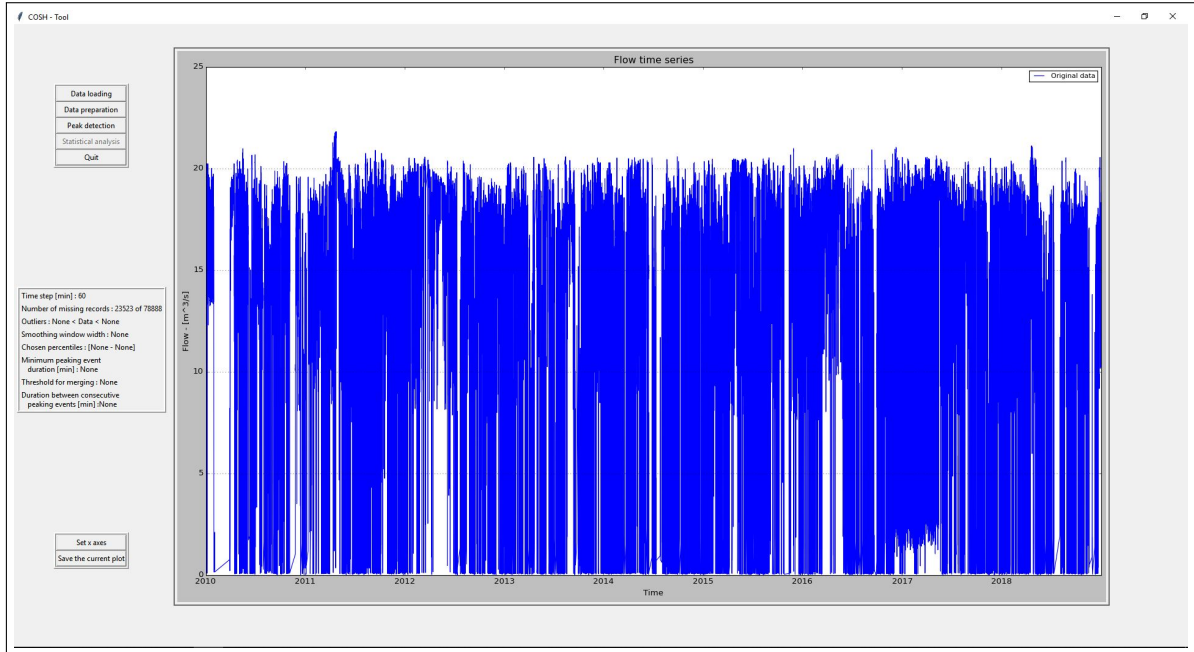 COSH - Tool
Data loading
Data preparation
Peak detection
Statistical analysis
Quit
Time step [min] : 60
Number of missing records : 23523 of 78888
Outliers : None < Data < None
Smoothing window width : None
Chosen percentiles : [None - None]
Minimum peaking event
duration [min] : None
Threshold for merging : None
Duration between consecutive
peaking events [min] :None
Set x axes
Save the current plot
Flow time series
Original data
25
20
15
10
5
0
Flow - [m^3/s]
2010 2011 2012 2013 2014 2015 2016 2017 2018
Time